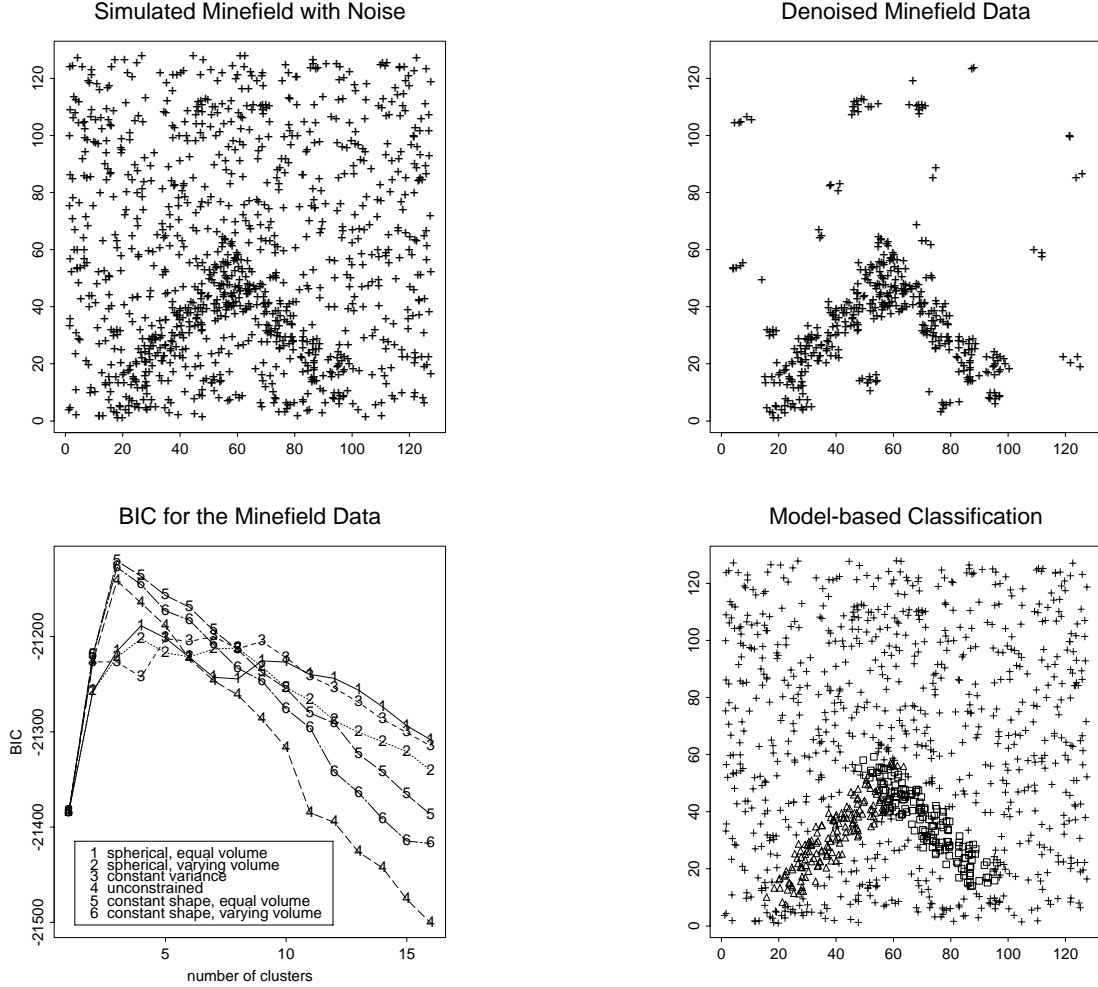 Simulated Minefield with Noise
120
100
80
60
40
20
0
0 20 40 60 80 100 120
Denoised Minefield Data
120
100
80
60
40
20
0
0 20 40 60 80 100 120
BIC for the Minefield Data
BIC
-21200
-21300
-21400
-21500
1 spherical, equal volume
2 spherical, varying volume
3 constant variance
4 unconstrained
5 constant shape, equal volume
6 constant shape, varying volume
5 10 15
number of clusters
Model-based Classification
120
100
80
60
40
20
0
0 20 40 60 80 100 120